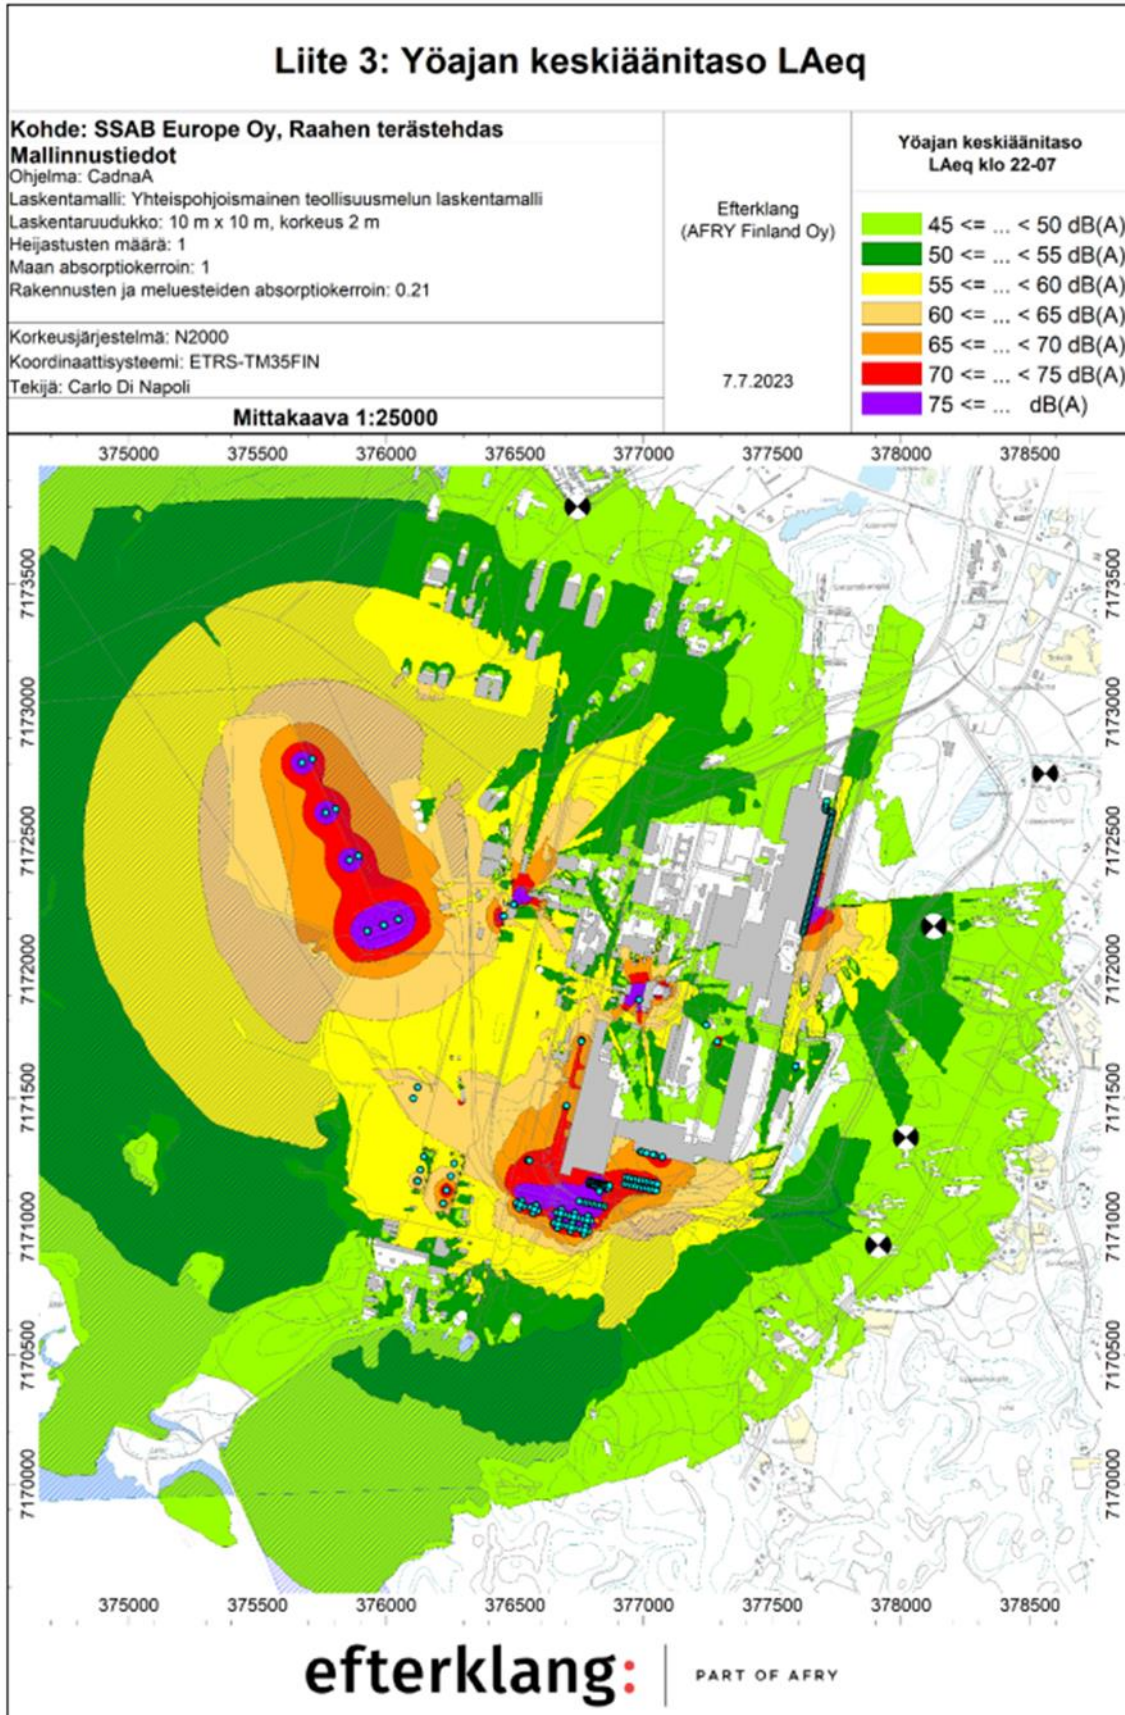 Liite 3: Yöajan keskiäänitaso LAeq
Kohde: SSAB Europe Oy, Raahen terästehdas
Mallinnustiedot
Ohjelma: CadnaA
Laskentamalli: Yhteispohjoismainen teollisuusmelun laskentamalli
Laskentaruudukko: 10 m x 10 m, korkeus 2 m
Heijastusten määrä: 1
Maan absorptiokerroin: 1
Rakennusten ja meluesteiden absorptiokerroin: 0.21
Korkeusjärjestelmä: N2000
Koordinaattisysteemi: ETRS-TM35FIN
Tekijä: Carlo Di Napoli
Mittakaava 1:25000
Efterklang
(AFRY Finland Oy)
7.7.2023
Yöajan keskiäänitaso
LAeq klo 22-07
45 <= ... < 50 dB(A)
50 <= ... < 55 dB(A)
55 <= ... < 60 dB(A)
60 <= ... < 65 dB(A)
65 <= ... < 70 dB(A)
70 <= ... < 75 dB(A)
75 <= ... dB(A)
375000 375500 376000 376500 377000 377500 378000 378500
7173500 7173500
7173000 7173000
7172500 7172500
7172000 7172000
7171500 7171500
7171000 7171000
7170500 7170500
7170000 7170000
375000 375500 376000 376500 377000 377500 378000 378500
efterklang:
PART OF AFRY